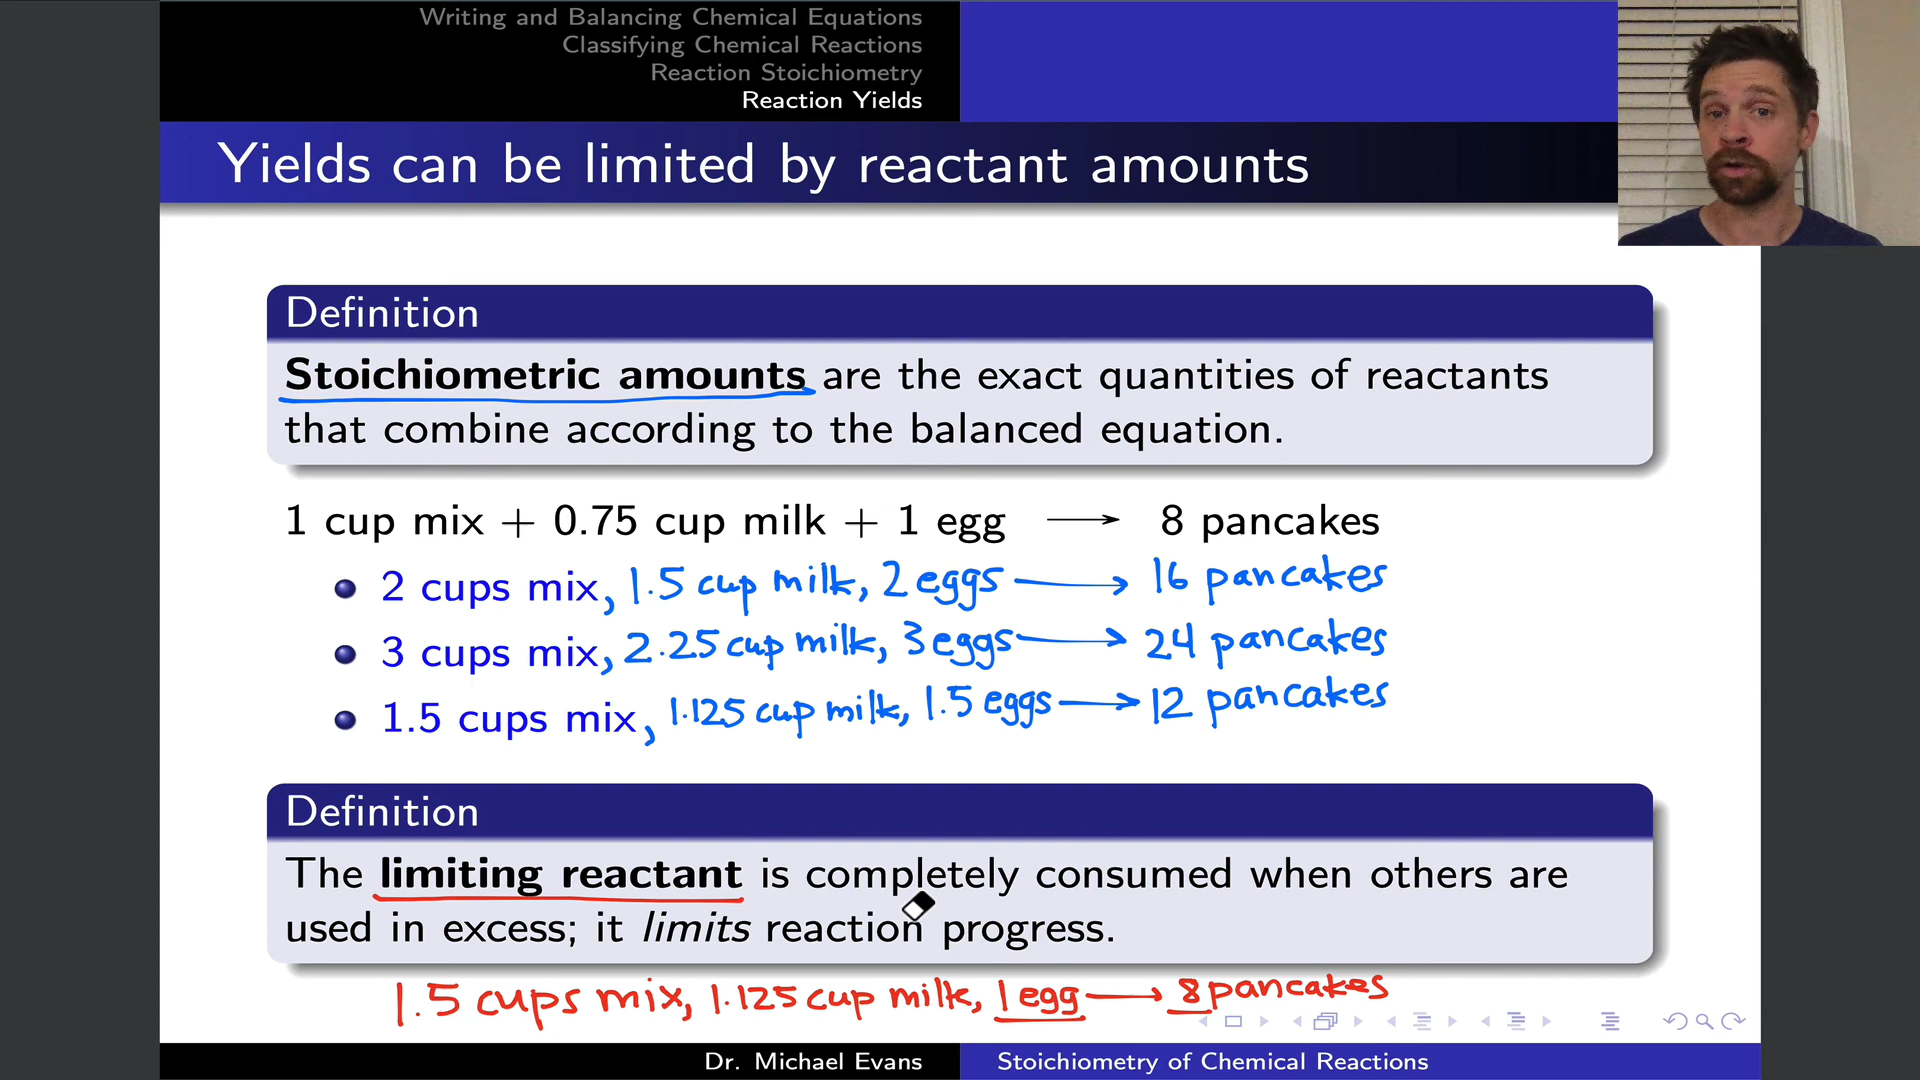 Writing and Balancing Chemical Equations
Classifying Chemical Reactions
Reaction Stoichiometry
Reaction Yields
Yields can be limited by reactant amounts
Definition
Stoichiometric amounts are the exact quantities of reactants
that combine according to the balanced equation.
1 cup mix + 0.75 cup milk + 1 egg ⟶ 8 pancakes
2 cups mix, 1.5 cup milk, 2 eggs ⟶ 16 pancakes
3 cups mix, 2.25 cup milk, 3 eggs ⟶ 24 pancakes
1.5 cups mix, 1.125 cup milk, 1.5 eggs ⟶ 12 pancakes
Definition
The limiting reactant is completely consumed when others are
used in excess; it limits reaction progress.
1.5 cups mix, 1.125 cup milk, 1 egg ⟶ 8 pancakes
Dr. Michael Evans Stoichiometry of Chemical Reactions